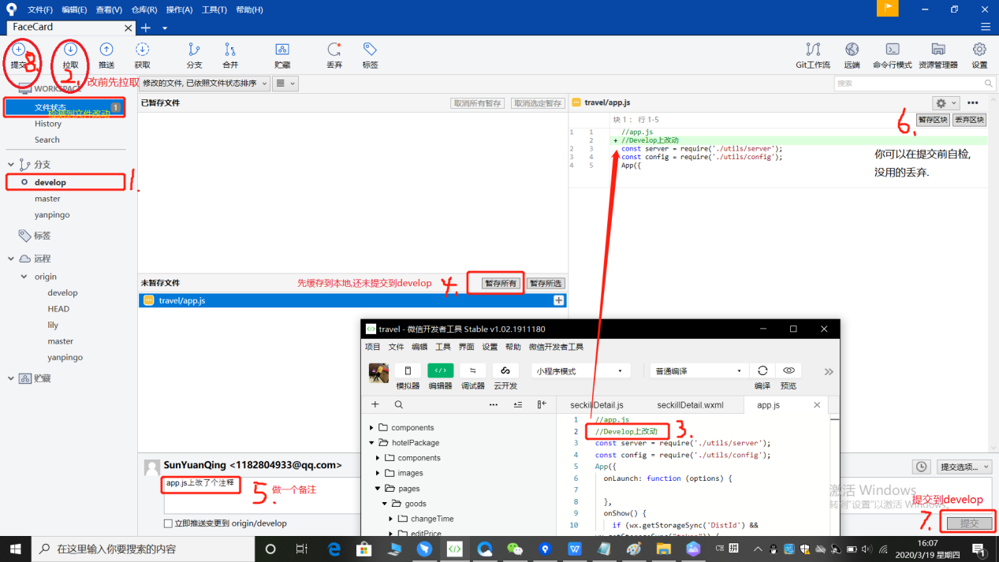 文件(F) 编辑(E) 查看(V) 仓库(R) 操作(A) 工具(T) 帮助(H)
FaceCard
提交 拉取 推送 获取 分支 合并 贮藏 丢弃 标签 Git工作流 远端 命令行模式 资源管理器 设置
8.
2.
改前先拉取
修改的文件, 已依照文件状态排序
搜索
WORKSPACE
文件状态 1
检测到文件改动
History
Search
分支
develop
1.
master
yanpingo
标签
远程
origin
develop
HEAD
lily
master
yanpingo
贮藏
已暂存文件 取消所有暂存 取消选定暂存
未暂存文件 先缓存到本地,还未提交到develop 4. 暂存所有 暂存所选
travel/app.js
travel/app.js
块 1： 行 1-5
6.
暂存区块 丢弃区块
1 1 //app.js
2 + //Develop上改动
2 3 const server = require('./utils/server');
3 4 const config = require('./utils/config');
4 5 App({
你可以在提交前自检,
没用的丢弃.
travel - 微信开发者工具 Stable v1.02.1911180
项目 文件 编辑 工具 界面 设置 帮助 微信开发者工具
模拟器 编辑器 调试器 云开发 小程序模式 普通编译 编译 预览
seckillDetail.js seckillDetail.wxml app.js
components
hotelPackage
components
images
pages
goods
changeTime
editPrice
1 //app.js
2 //Develop上改动
3.
3 const server = require('./utils/server');
4 const config = require('./utils/config');
5 App({
6 onLaunch: function (options) {
7
8 },
9 onShow() {
10 if (wx.getStorageSync('DistId') &&
wx.getStorageSync("token")) {
SunYuanQing <1182804933@qq.com>
app.js上改了个注释
5. 做一个备注
立即推送变更到 origin/develop
提交选项...
激活 Windows
转到"设置"以激活 Windows。
提交到develop
7.
提交
在这里输入你要搜索的内容
CH 拼
16:07
2020/3/19 星期四
1